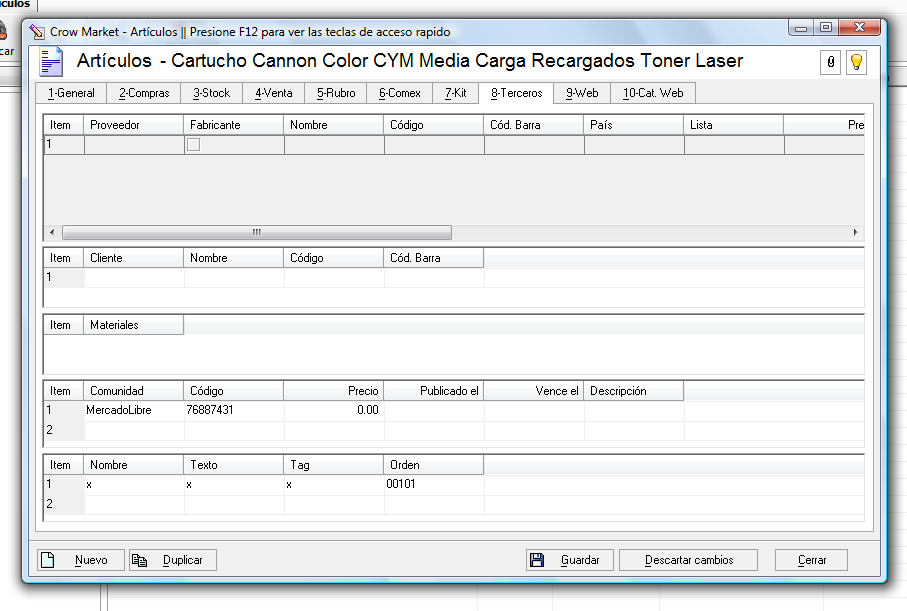 culos
car
Crow Market - Artículos || Presione F12 para ver las teclas de acceso rapido
Artículos - Cartucho Cannon Color CYM Media Carga Recargados Toner Laser
1-General 2-Compras 3-Stock 4-Venta 5-Rubro 6-Comex 7-Kit 8-Terceros 9-Web 10-Cat. Web
Item Proveedor Fabricante Nombre Código Cód. Barra País Lista Pre
1
Item Cliente Nombre Código Cód. Barra
1
Item Materiales
Item Comunidad Código Precio Publicado el Vence el Descripción
1 MercadoLibre 76887431 0.00
2
Item Nombre Texto Tag Orden
1 x x x 00101
2
Nuevo Duplicar Guardar Descartar cambios Cerrar